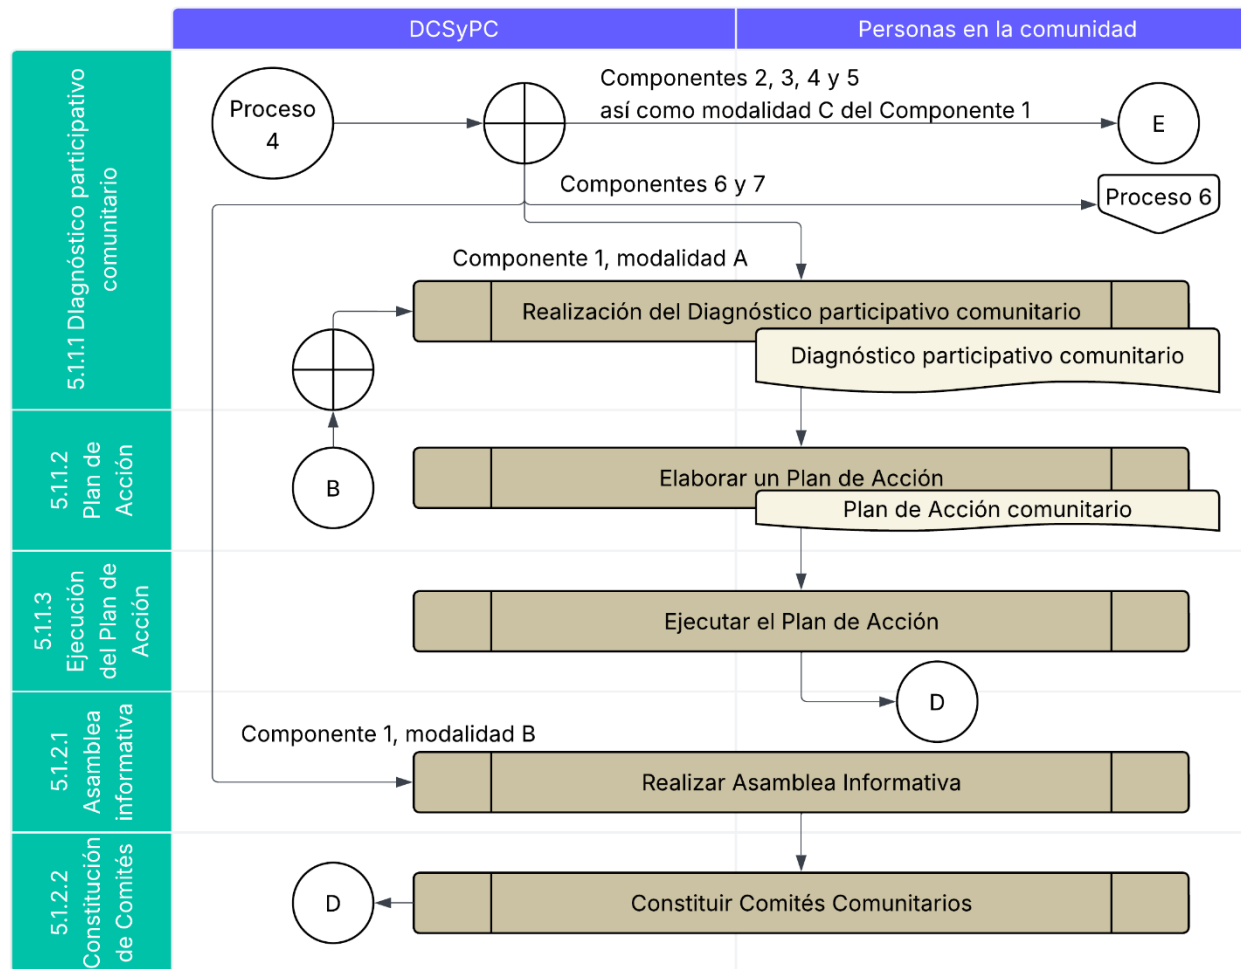 DCSyPC
Personas en la comunidad
5.1.1.1 DIagnóstico participativo
comunitario
Proceso
4
Componentes 2, 3, 4 y 5
así como modalidad C del Componente 1
E
Componentes 6 y 7
Proceso 6
Componente 1, modalidad A
Realización del Diagnóstico participativo comunitario
Diagnóstico participativo comunitario
5.1.1.2
Plan de
Acción
B
Elaborar un Plan de Acción
Plan de Acción comunitario
5.1.1.3
Ejecución
del Plan de
Acción
Ejecutar el Plan de Acción
D
5.1.2.1
Asamblea
informativa
Componente 1, modalidad B
Realizar Asamblea Informativa
5.1.2.2
Constitución
de Comités
D
Constituir Comités Comunitarios